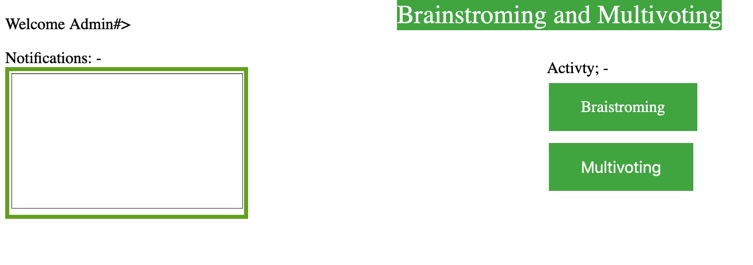 Brainstroming and Multivoting
Welcome Admin#>
Notifications: -
Activty; -
Braistroming
Multivoting